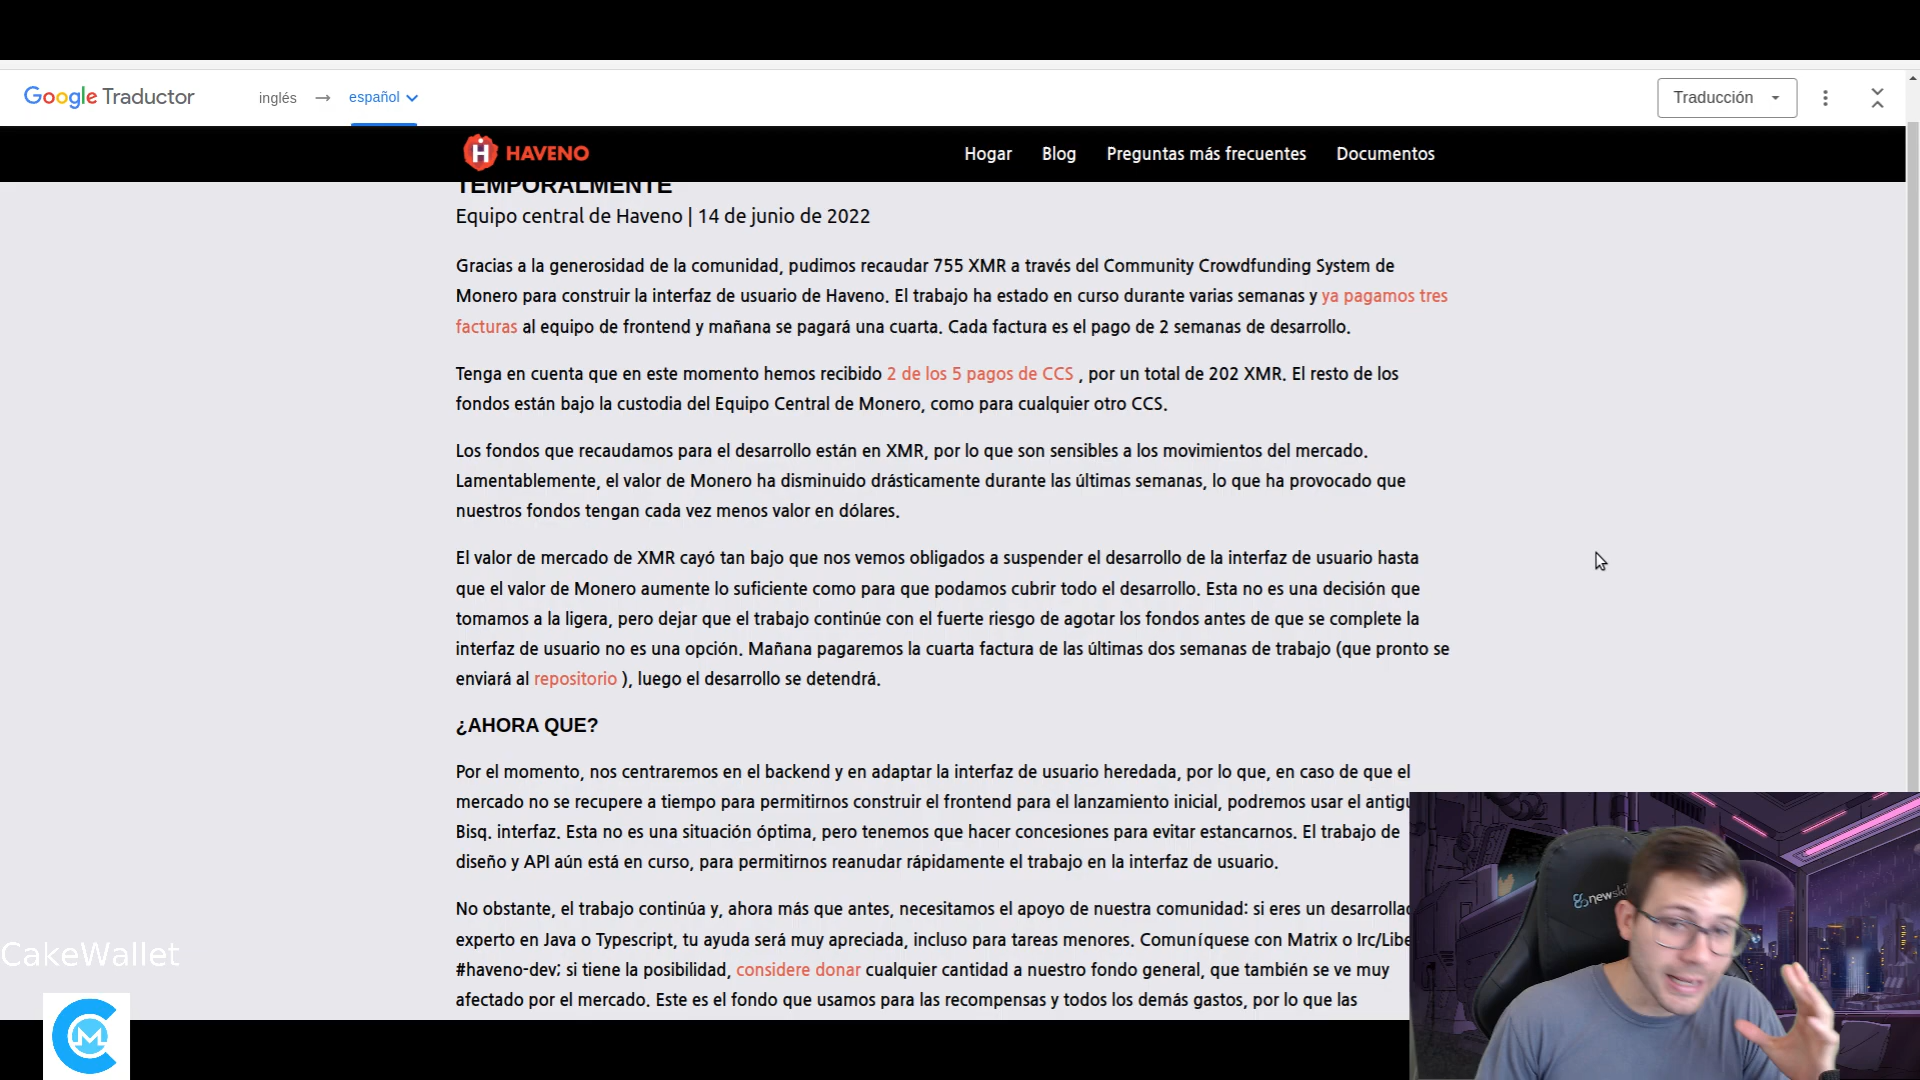 Google Traductor
inglés → español
Traducción
HAVENO
Hogar Blog Preguntas más frecuentes Documentos
TEMPORALMENTE
Equipo central de Haveno | 14 de junio de 2022
Gracias a la generosidad de la comunidad, pudimos recaudar 755 XMR a través del Community Crowdfunding System de
Monero para construir la interfaz de usuario de Haveno. El trabajo ha estado en curso durante varias semanas y ya pagamos tres
facturas al equipo de frontend y mañana se pagará una cuarta. Cada factura es el pago de 2 semanas de desarrollo.
Tenga en cuenta que en este momento hemos recibido 2 de los 5 pagos de CCS , por un total de 202 XMR. El resto de los
fondos están bajo la custodia del Equipo Central de Monero, como para cualquier otro CCS.
Los fondos que recaudamos para el desarrollo están en XMR, por lo que son sensibles a los movimientos del mercado.
Lamentablemente, el valor de Monero ha disminuido drásticamente durante las últimas semanas, lo que ha provocado que
nuestros fondos tengan cada vez menos valor en dólares.
El valor de mercado de XMR cayó tan bajo que nos vemos obligados a suspender el desarrollo de la interfaz de usuario hasta
que el valor de Monero aumente lo suficiente como para que podamos cubrir todo el desarrollo. Esta no es una decisión que
tomamos a la ligera, pero dejar que el trabajo continúe con el fuerte riesgo de agotar los fondos antes de que se complete la
interfaz de usuario no es una opción. Mañana pagaremos la cuarta factura de las últimas dos semanas de trabajo (que pronto se
enviará al repositorio ), luego el desarrollo se detendrá.
¿AHORA QUE?
Por el momento, nos centraremos en el backend y en adaptar la interfaz de usuario heredada, por lo que, en caso de que el
mercado no se recupere a tiempo para permitirnos construir el frontend para el lanzamiento inicial, podremos usar el antigu
Bisq. interfaz. Esta no es una situación óptima, pero tenemos que hacer concesiones para evitar estancarnos. El trabajo de
diseño y API aún está en curso, para permitirnos reanudar rápidamente el trabajo en la interfaz de usuario.
No obstante, el trabajo continúa y, ahora más que antes, necesitamos el apoyo de nuestra comunidad: si eres un desarrollad
experto en Java o Typescript, tu ayuda será muy apreciada, incluso para tareas menores. Comuníquese con Matrix o Irc/Libe
#haveno-dev; si tiene la posibilidad, considere donar cualquier cantidad a nuestro fondo general, que también se ve muy
afectado por el mercado. Este es el fondo que usamos para las recompensas y todos los demás gastos, por lo que las
CakeWallet
newski